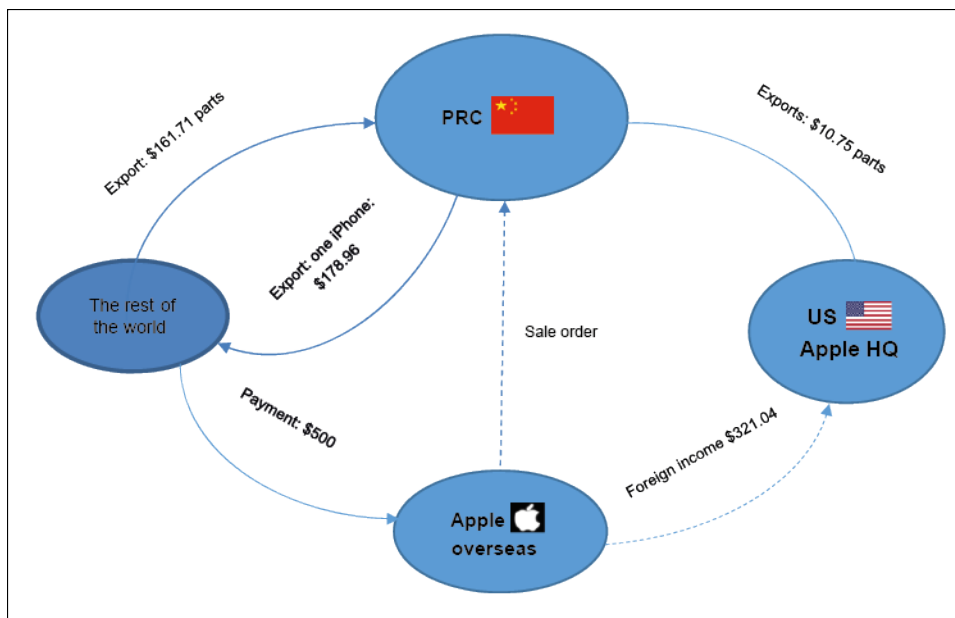 PRC
Export: $161.71 parts
Exports: $10.75 parts
Export: one iPhone:
$178.96
The rest of
the world
Sale order
US
Apple HQ
Payment: $500
Foreign income $321.04
Apple
overseas